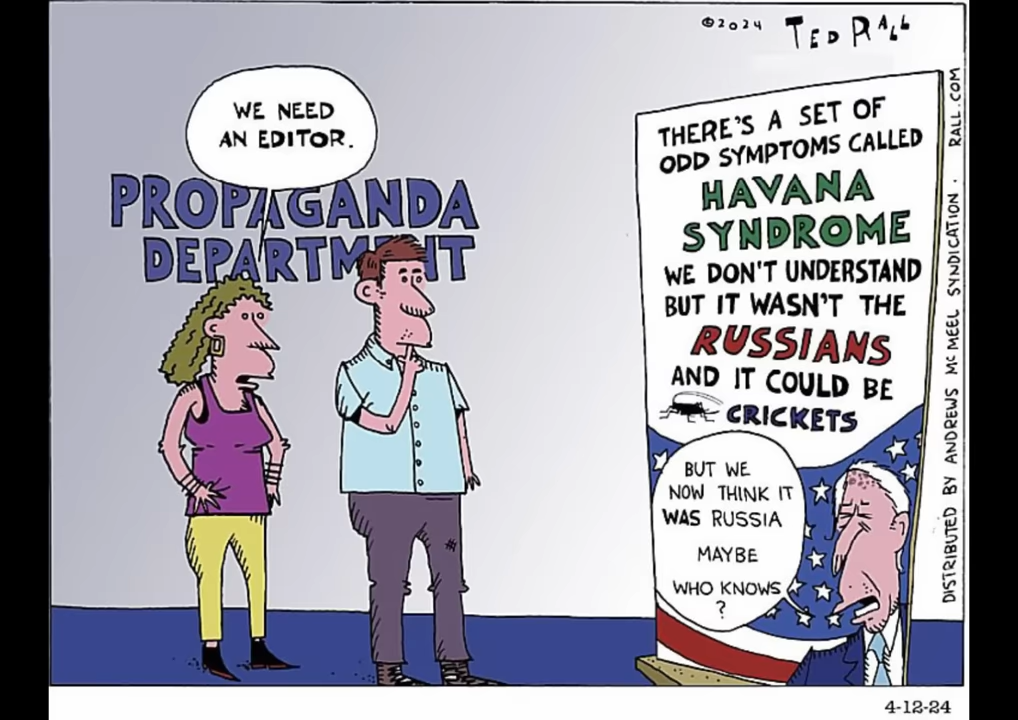 ©2024 TED RALL
WE NEED
AN EDITOR.
PROPAGANDA
DEPARTMENT
THERE'S A SET OF
ODD SYMPTOMS CALLED
HAVANA
SYNDROME
WE DON'T UNDERSTAND
BUT IT WASN'T THE
RUSSIANS
AND IT COULD BE
CRICKETS
BUT WE
NOW THINK IT
WAS RUSSIA
MAYBE
WHO KNOWS
?
DISTRIBUTED BY ANDREWS McMEEL SYNDICATION . RALL.COM
4-12-24